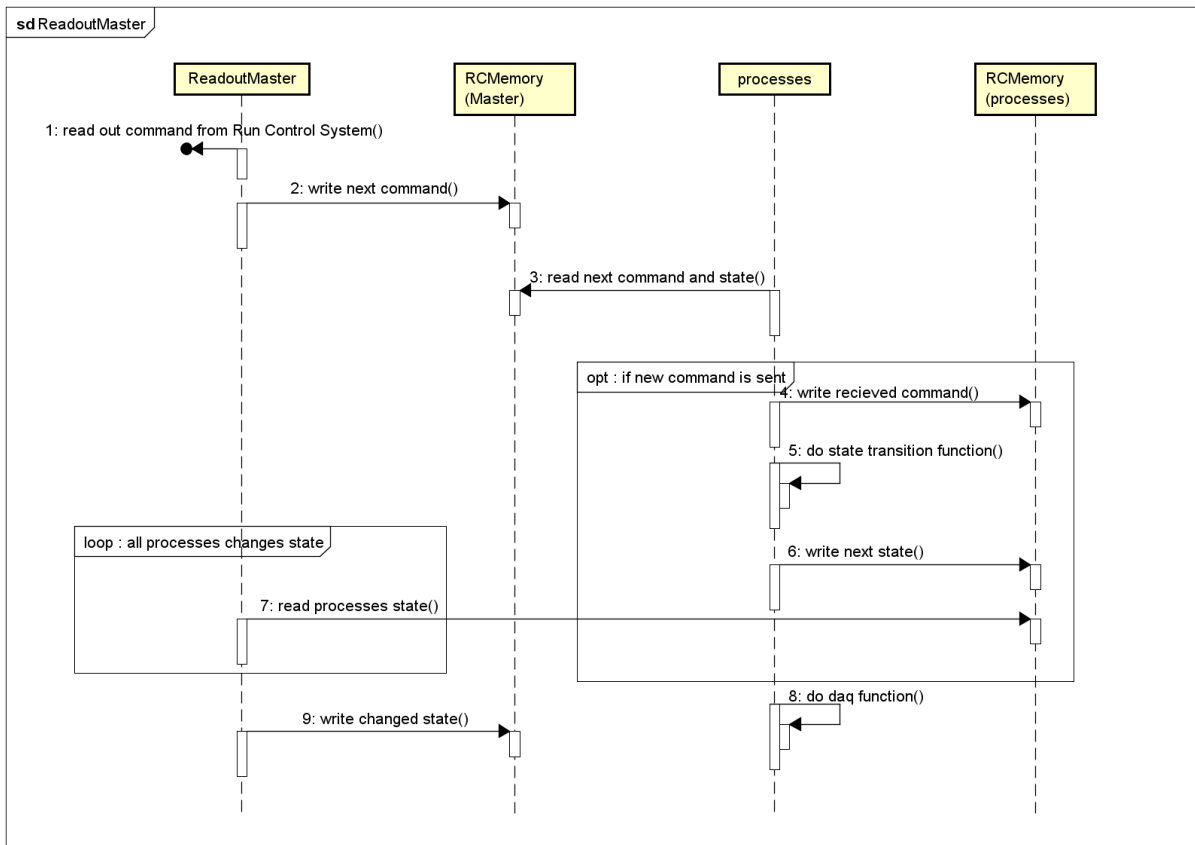 sd ReadoutMaster
ReadoutMaster
RCMemory
(Master)
processes
RCMemory
(processes)
1: read out command from Run Control System()
2: write next command()
3: read next command and state()
opt : if new command is sent
4: write recieved command()
5: do state transition function()
loop : all processes changes state
6: write next state()
7: read processes state()
8: do daq function()
9: write changed state()